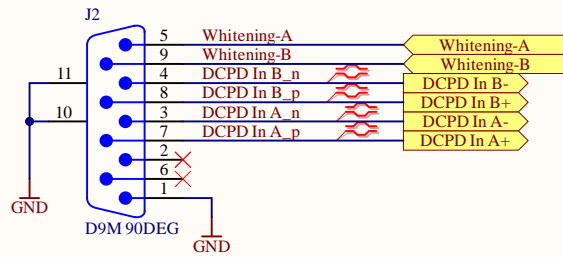 J2
5 Whitening-A Whitening-A
9 Whitening-B Whitening-B
11 4 DCPD In B_n DCPD In B-
8 DCPD In B_p DCPD In B+
10 3 DCPD In A_n DCPD In A-
7 DCPD In A_p DCPD In A+
2
6
1
GND
D9M 90DEG
GND